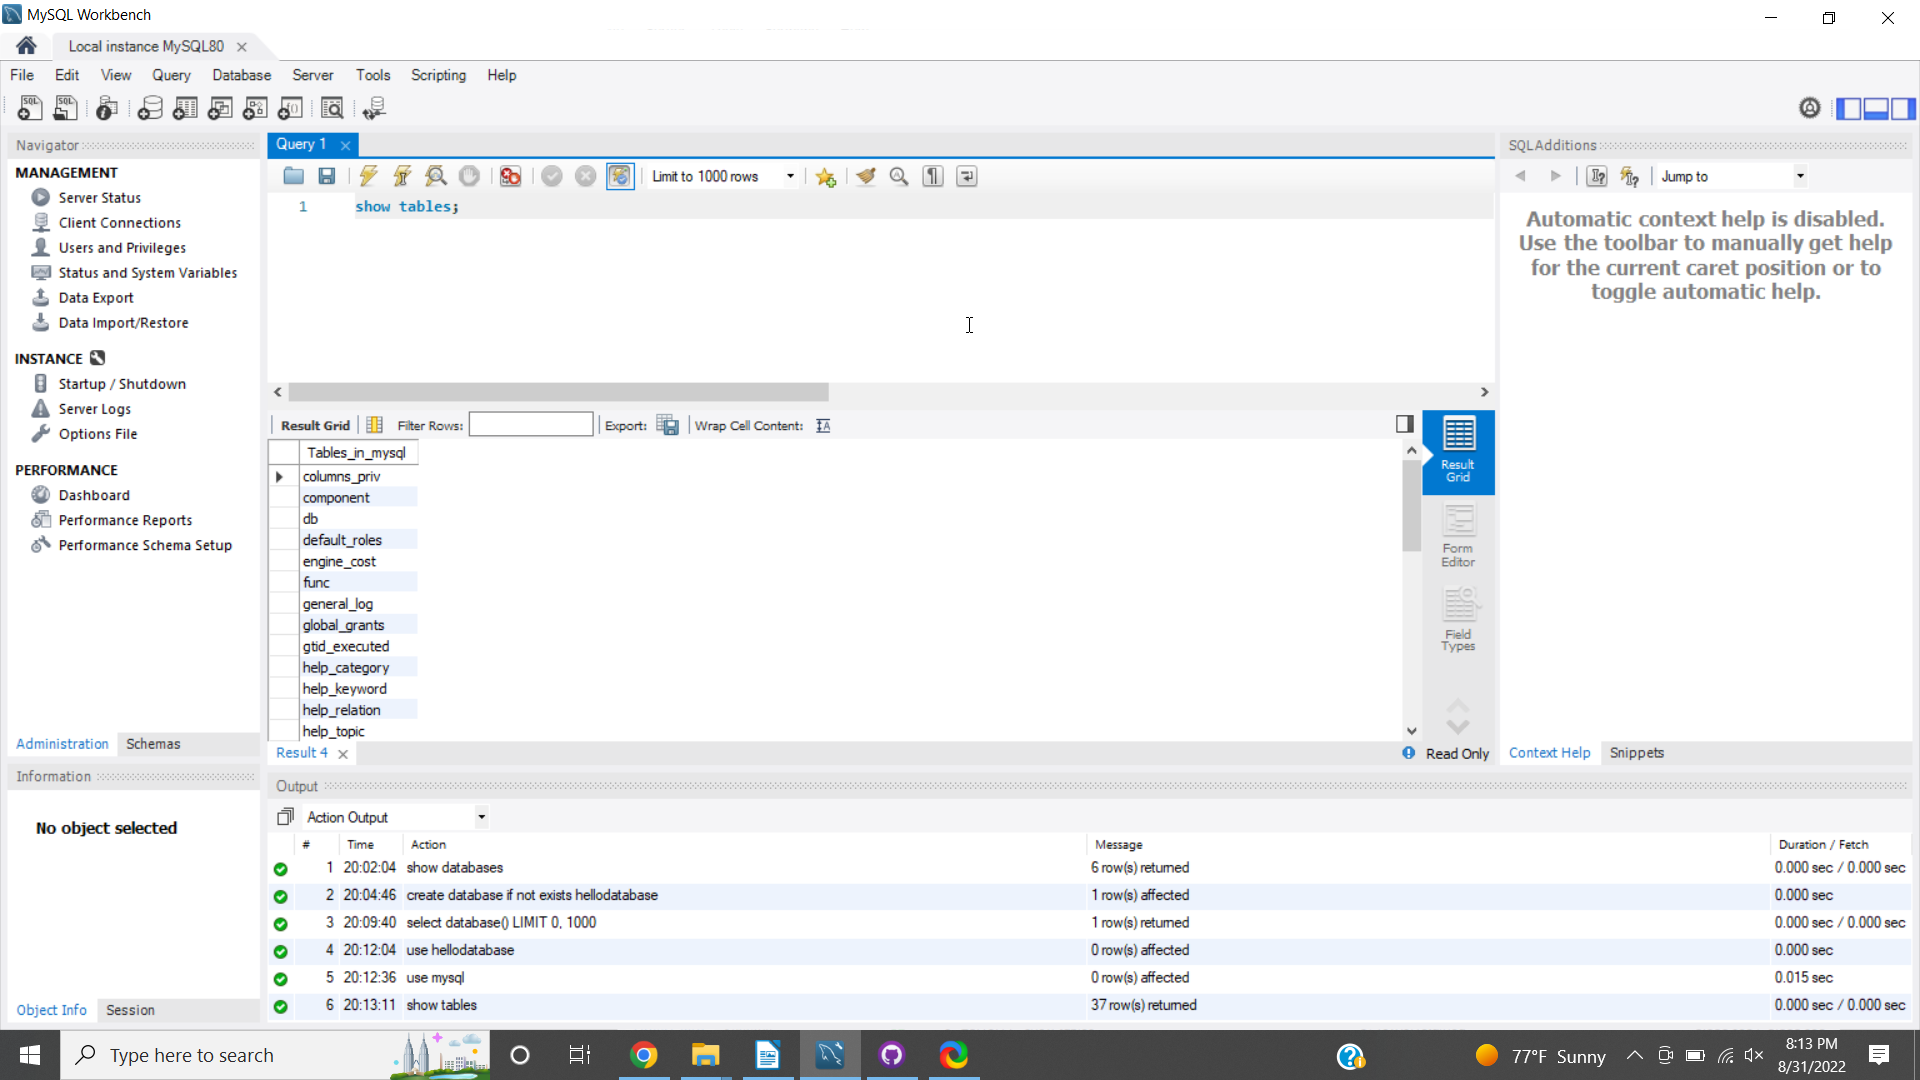 MySQL Workbench
Local instance MySQL80
File Edit View Query Database Server Tools Scripting Help
Navigator
MANAGEMENT
Server Status
Client Connections
Users and Privileges
Status and System Variables
Data Export
Data Import/Restore
INSTANCE
Startup / Shutdown
Server Logs
Options File
PERFORMANCE
Dashboard
Performance Reports
Performance Schema Setup
Administration Schemas
Information
No object selected
Object Info Session
Query 1
Limit to 1000 rows
1 show tables;
Result Grid Filter Rows: Export: Wrap Cell Content:
Tables_in_mysql
columns_priv
component
db
default_roles
engine_cost
func
general_log
global_grants
gtid_executed
help_category
help_keyword
help_relation
help_topic
Result Grid
Form Editor
Field Types
Result 4
Read Only
SQLAdditions
Jump to
Automatic context help is disabled.
Use the toolbar to manually get help
for the current caret position or to
toggle automatic help.
Context Help Snippets
Output
Action Output
# Time Action Message Duration / Fetch
1 20:02:04 show databases 6 row(s) returned 0.000 sec / 0.000 sec
2 20:04:46 create database if not exists hellodatabase 1 row(s) affected 0.000 sec
3 20:09:40 select database() LIMIT 0, 1000 1 row(s) returned 0.000 sec / 0.000 sec
4 20:12:04 use hellodatabase 0 row(s) affected 0.000 sec
5 20:12:36 use mysql 0 row(s) affected 0.015 sec
6 20:13:11 show tables 37 row(s) returned 0.000 sec / 0.000 sec
Type here to search
77°F Sunny
8:13 PM
8/31/2022